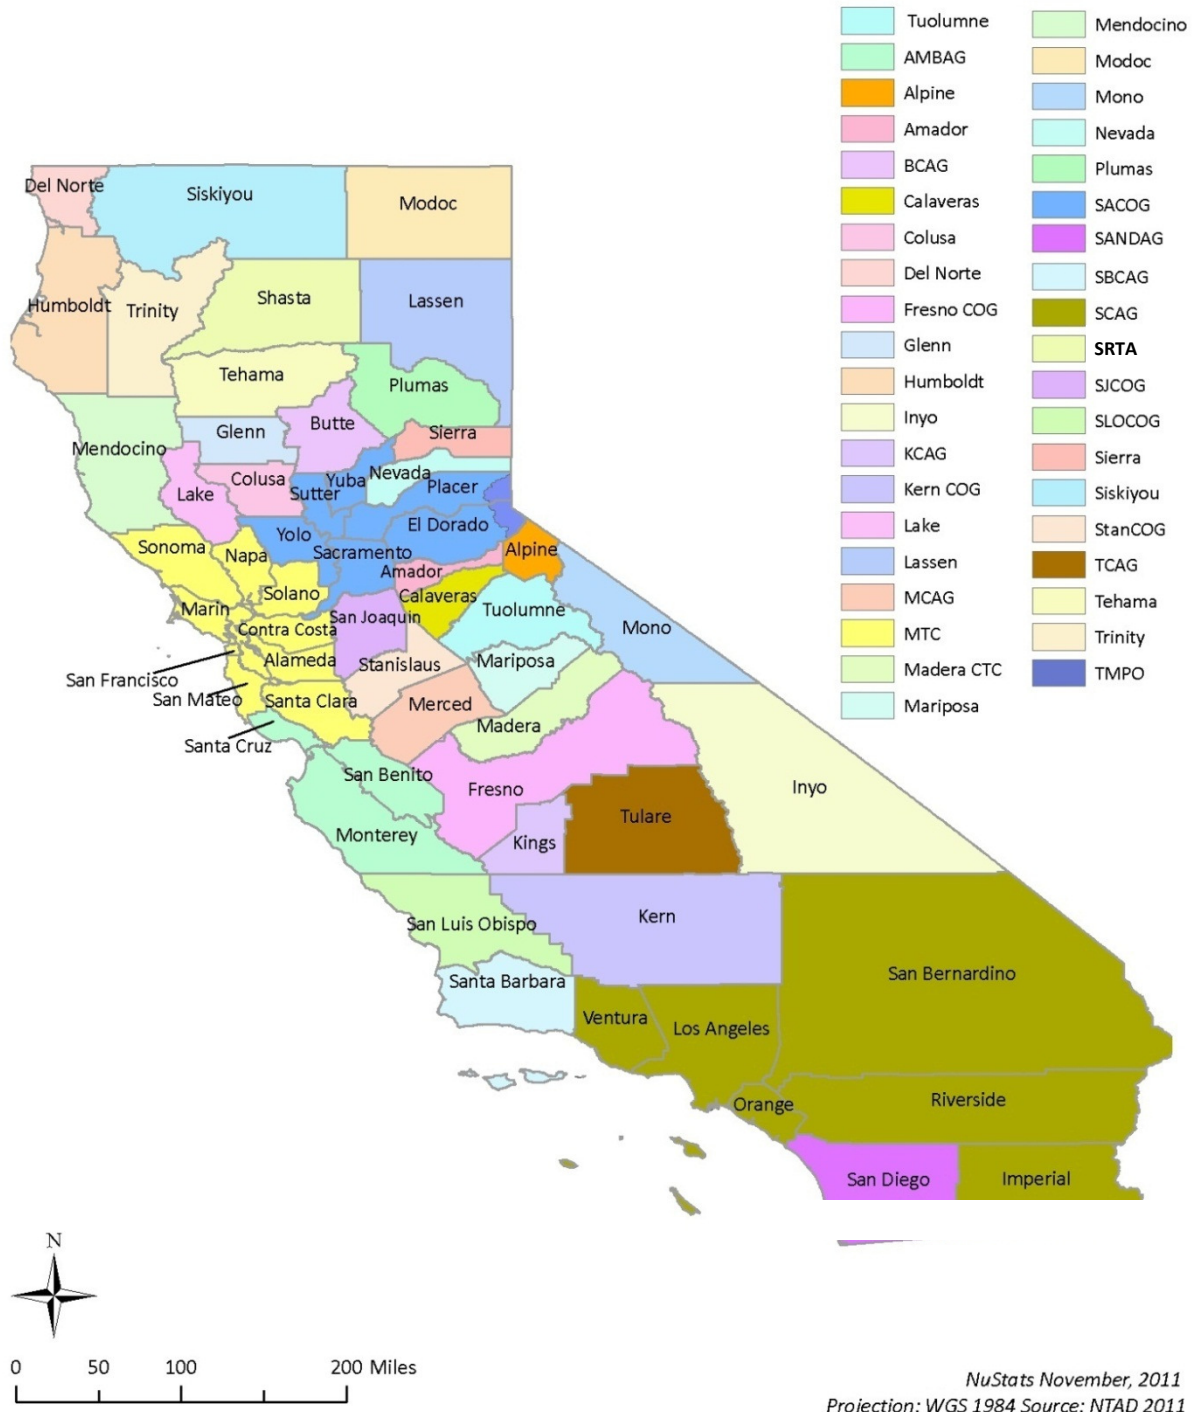 Tuolumne
AMBAG
Alpine
Amador
BCAG
Calaveras
Colusa
Del Norte
Fresno COG
Glenn
Humboldt
Inyo
KCAG
Kern COG
Lake
Lassen
MCAG
MTC
Madera CTC
Mariposa
Mendocino
Modoc
Mono
Nevada
Plumas
SACOG
SANDAG
SBCAG
SCAG
SRTA
SJCOG
SLOCOG
Sierra
Siskiyou
StanCOG
TCAG
Tehama
Trinity
TMPO
Del Norte
Siskiyou
Modoc
Humboldt
Trinity
Shasta
Lassen
Tehama
Plumas
Mendocino
Glenn
Butte
Sierra
Lake
Colusa
Sutter
Yuba
Nevada
Placer
Sonoma
Napa
Yolo
El Dorado
Sacramento
Alpine
Amador
Solano
Calaveras
Marin
San Joaquin
Tuolumne
Contra Costa
Mono
Alameda
Stanislaus
Mariposa
San Francisco
San Mateo
Santa Clara
Merced
Santa Cruz
Madera
San Benito
Fresno
Inyo
Monterey
Kings
Tulare
San Luis Obispo
Kern
Santa Barbara
San Bernardino
Ventura
Los Angeles
Orange
Riverside
San Diego
Imperial
N
0 50 100 200 Miles
NuStats November, 2011
Projection: WGS 1984 Source: NTAD 2011